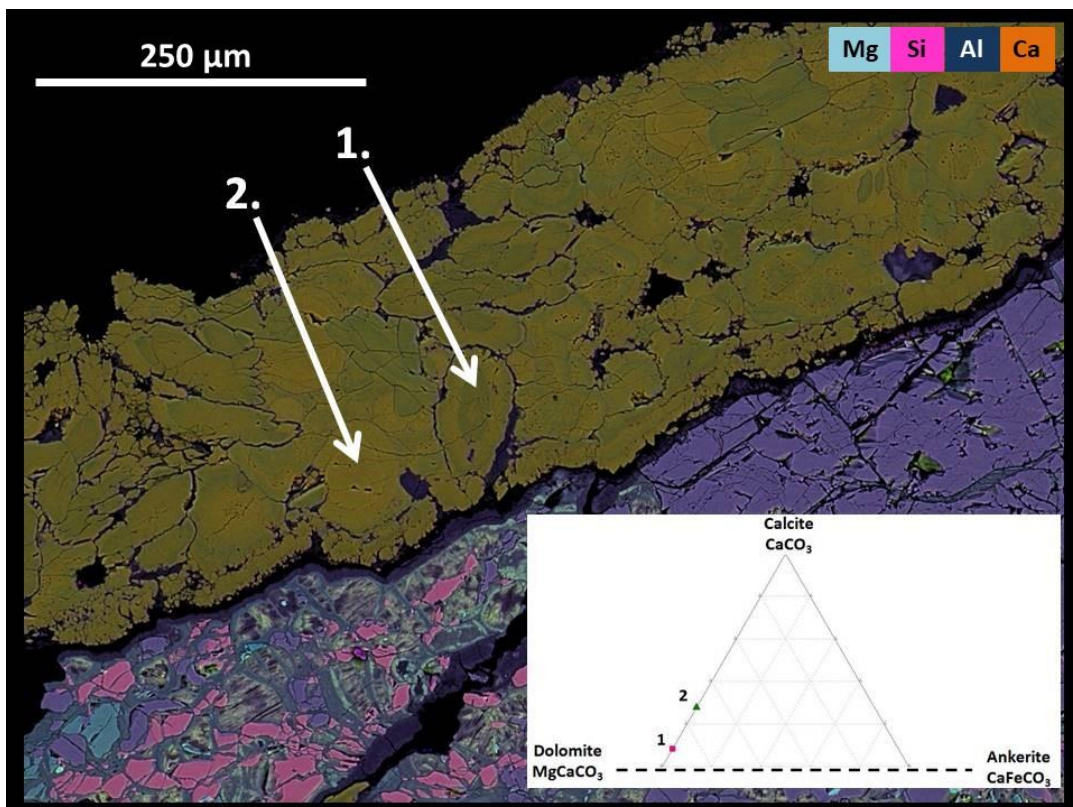 250 µm
Mg Si Al Ca
1.
2.
Calcite
CaCO₃
2
1
Dolomite
MgCaCO₃
Ankerite
CaFeCO₃